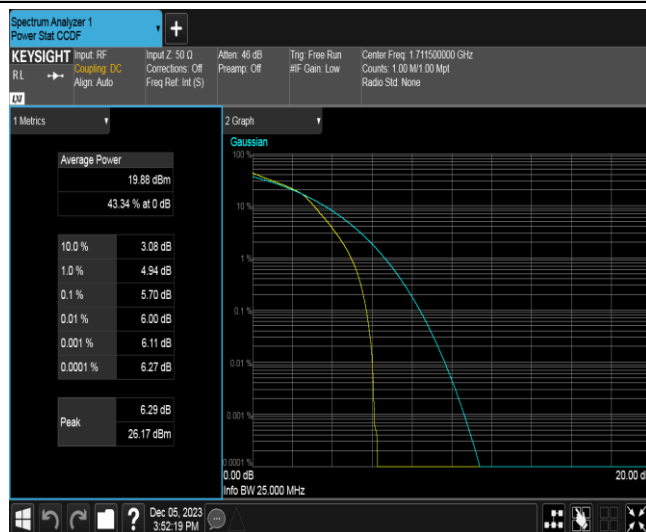 Spectrum Analyzer 1
Power Stat CCDF
KEYSIGHT Input: RF Input Z: 50 Ω Atten: 46 dB Trig: Free Run Center Freq: 1.711500000 GHz
RL Coupling: DC Corrections: Off Preamp: Off #IF Gain: Low Counts: 1.00 M/1.00 Mpt
Align: Auto Freq Ref: Int (S) Radio Std: None
LXI
1 Metrics
2 Graph
Average Power
19.88 dBm
43.34 % at 0 dB
10.0 % 3.08 dB
1.0 % 4.94 dB
0.1 % 5.70 dB
0.01 % 6.00 dB
0.001 % 6.11 dB
0.0001 % 6.27 dB
Peak 6.29 dB
26.17 dBm
Gaussian
100 %
10 %
1 %
0.1 %
0.01 %
0.001 %
0.0001 %
0.00 dB 20.00 d
Info BW 25.000 MHz
Dec 05, 2023
3:52:19 PM